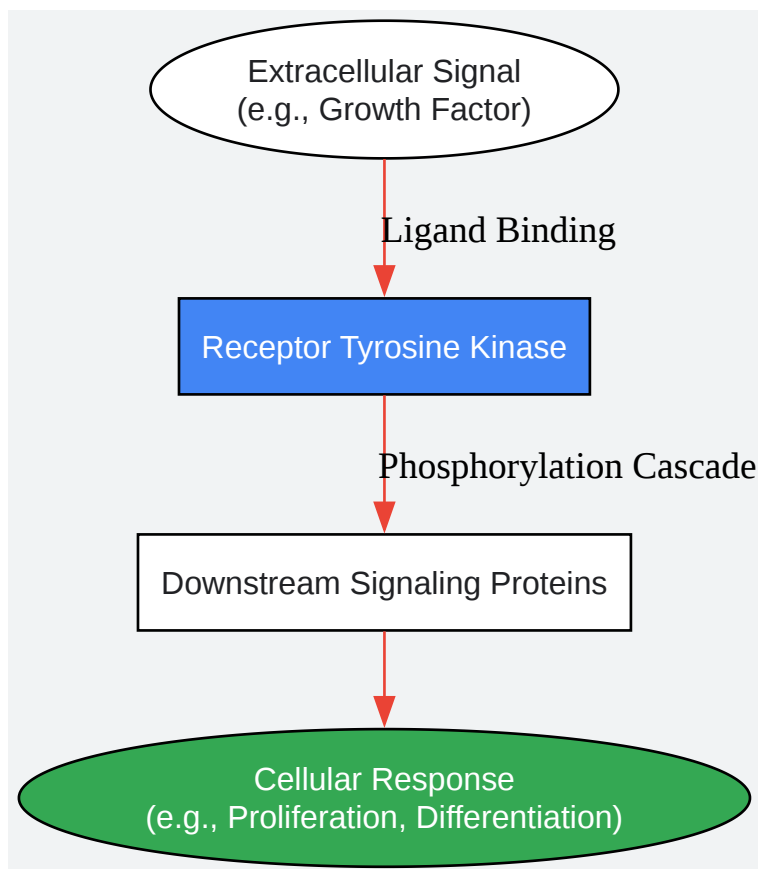 Extracellular Signal
(e.g., Growth Factor)
Ligand Binding
Receptor Tyrosine Kinase
Phosphorylation Cascade
Downstream Signaling Proteins
Cellular Response
(e.g., Proliferation, Differentiation)